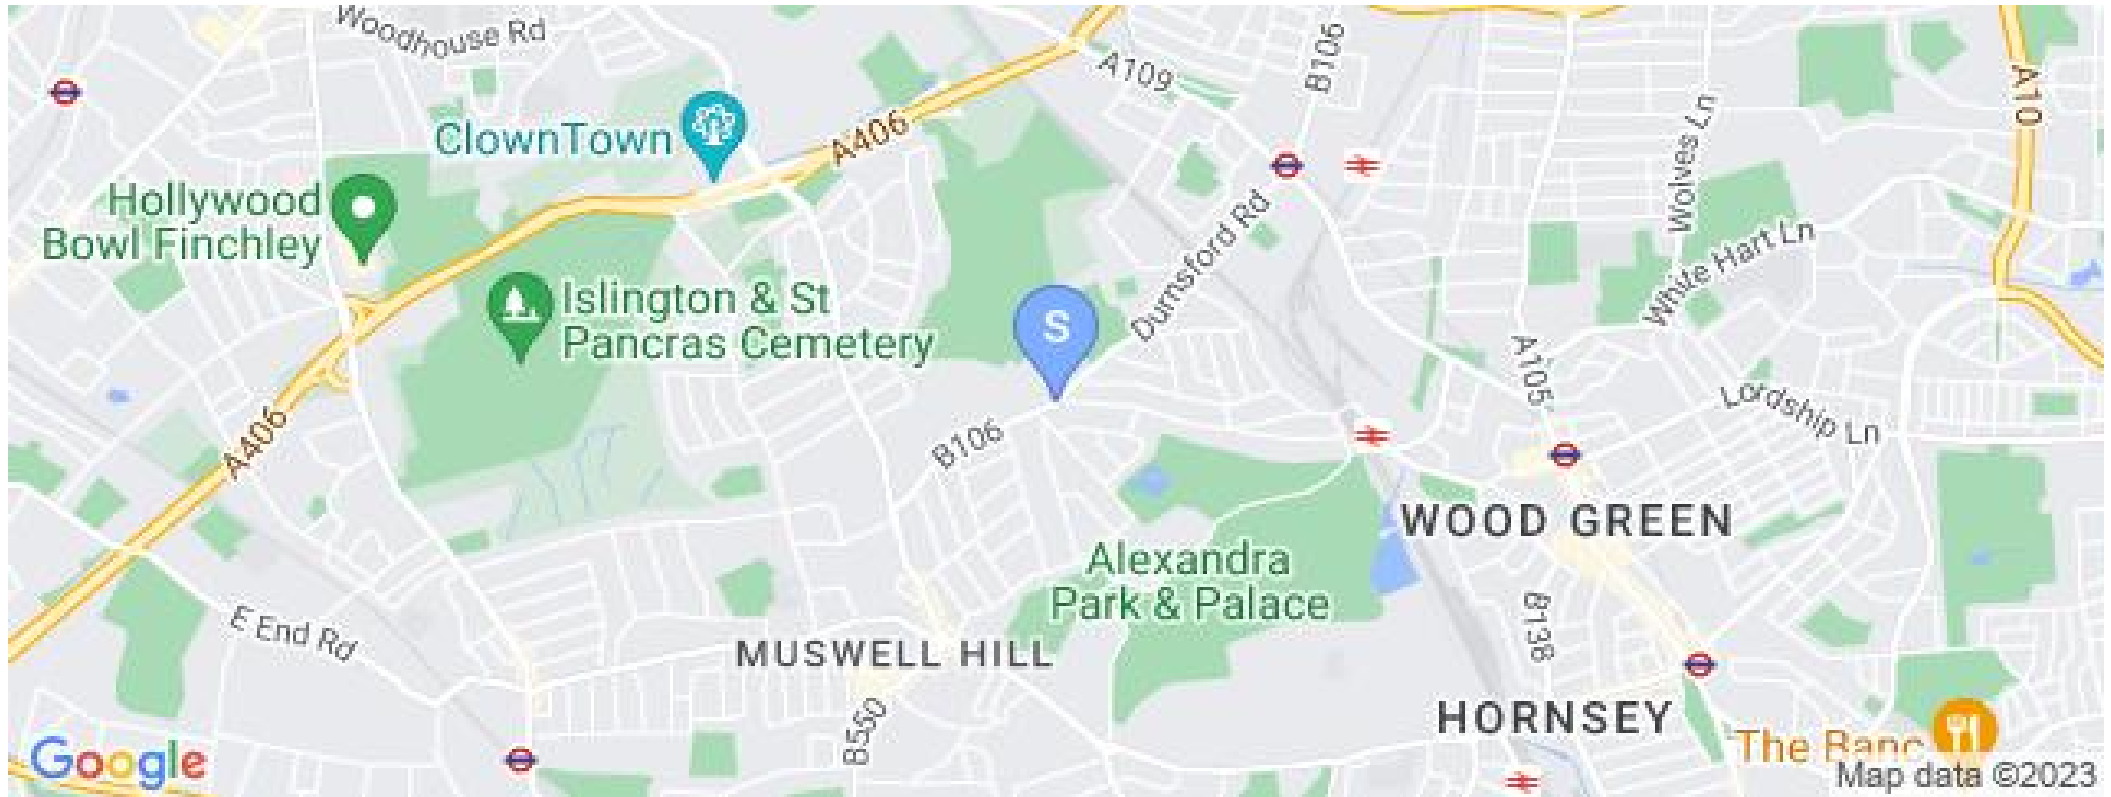 Woodhouse Rd
A109
B106
A10
ClownTown
A406
Wolves Ln
Hollywood
Bowl Finchley
Durnsford Rd
White Hart Ln
Islington & St
Pancras Cemetery
S
A105
Lordship Ln
A406
B106
WOOD GREEN
Alexandra
Park & Palace
B138
E End Rd
MUSWELL HILL
B550
HORNSEY
The Banc
Google
Map data ©2023